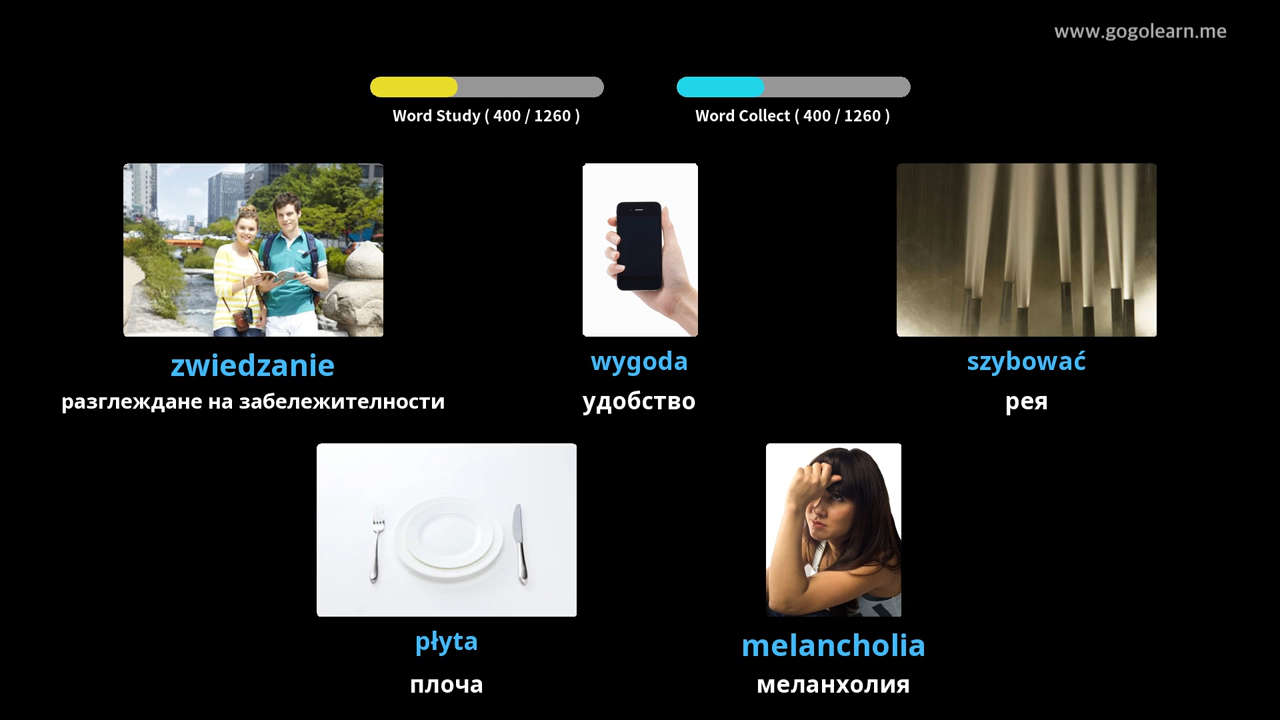 www.gogolearn.me
Word Study ( 400 / 1260 )
Word Collect ( 400 / 1260 )
zwiedzanie
разглеждане на забележителности
wygoda
удобство
szybować
рея
płyta
плоча
melancholia
меланхолия